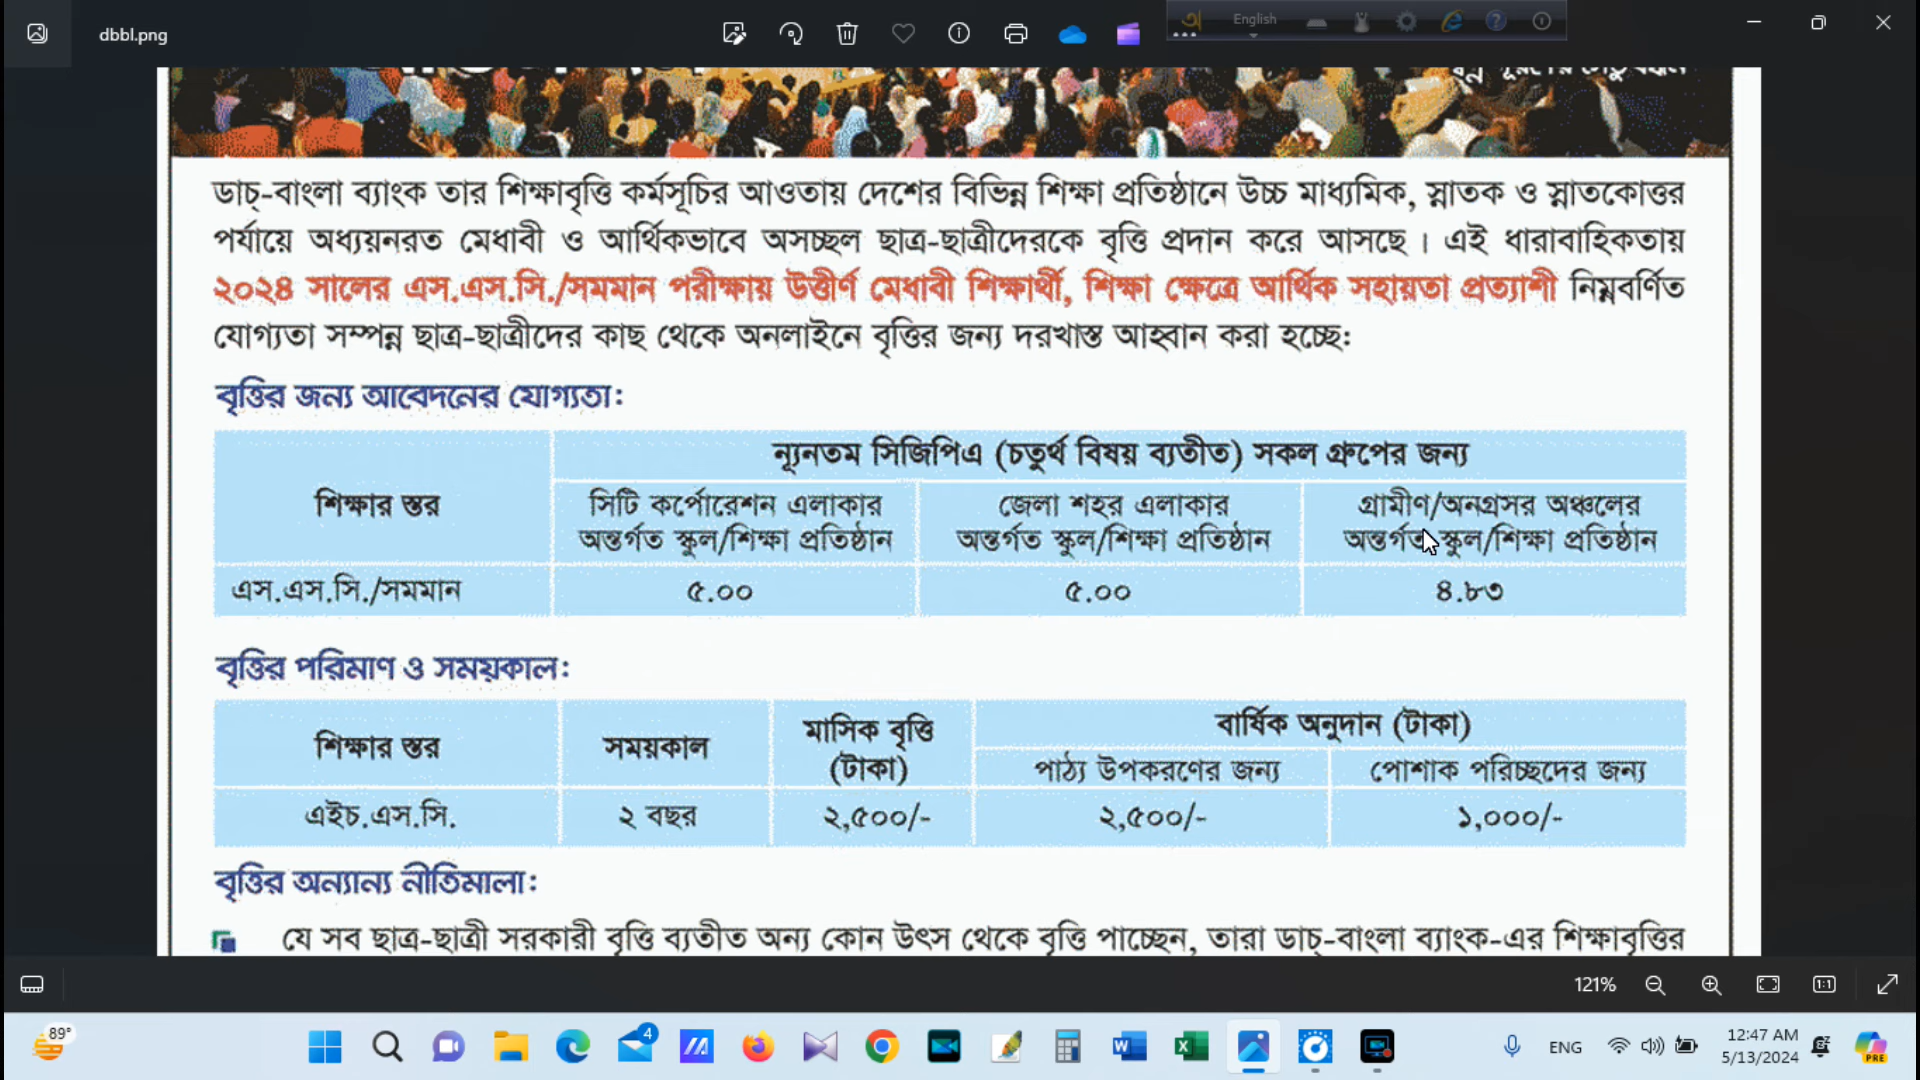 dbbl.png
English
ডাচ্-বাংলা ব্যাংক তার শিক্ষাবৃত্তি কর্মসূচির আওতায় দেশের বিভিন্ন শিক্ষা প্রতিষ্ঠানে উচ্চ মাধ্যমিক, স্নাতক ও স্নাতকোত্তর
পর্যায়ে অধ্যয়নরত মেধাবী ও আর্থিকভাবে অসচ্ছল ছাত্র-ছাত্রীদেরকে বৃত্তি প্রদান করে আসছে । এই ধারাবাহিকতায়
২০২৪ সালের এস.এস.সি./সমমান পরীক্ষায় উত্তীর্ণ মেধাবী শিক্ষার্থী, শিক্ষা ক্ষেত্রে আর্থিক সহায়তা প্রত্যাশী নিম্নবর্ণিত
যোগ্যতা সম্পন্ন ছাত্র-ছাত্রীদের কাছ থেকে অনলাইনে বৃত্তির জন্য দরখাস্ত আহ্বান করা হচ্ছে:
বৃত্তির জন্য আবেদনের যোগ্যতা:
ন্যূনতম সিজিপিএ (চতুর্থ বিষয় ব্যতীত) সকল গ্রুপের জন্য
শিক্ষার স্তর
সিটি কর্পোরেশন এলাকার
অন্তর্গত স্কুল/শিক্ষা প্রতিষ্ঠান
জেলা শহর এলাকার
অন্তর্গত স্কুল/শিক্ষা প্রতিষ্ঠান
গ্রামীণ/অনগ্রসর অঞ্চলের
অন্তর্গত স্কুল/শিক্ষা প্রতিষ্ঠান
এস.এস.সি./সমমান ৫.০০ ৫.০০ ৪.৮৩
বৃত্তির পরিমাণ ও সময়কাল:
শিক্ষার স্তর
সময়কাল
মাসিক বৃত্তি
(টাকা)
বার্ষিক অনুদান (টাকা)
পাঠ্য উপকরণের জন্য
পোশাক পরিচ্ছদের জন্য
এইচ.এস.সি. ২ বছর ২,৫০০/- ২,৫০০/- ১,০০০/-
বৃত্তির অন্যান্য নীতিমালা:
যে সব ছাত্র-ছাত্রী সরকারী বৃত্তি ব্যতীত অন্য কোন উৎস থেকে বৃত্তি পাচ্ছেন, তারা ডাচ্-বাংলা ব্যাংক-এর শিক্ষাবৃত্তির
121%
89°
4
ENG
12:47 AM
5/13/2024
PRE